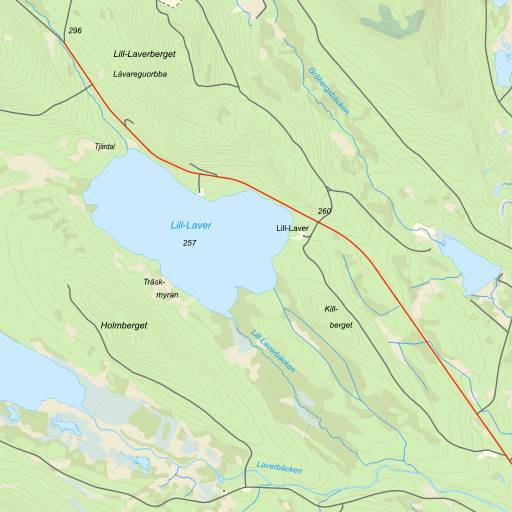 296
Lill-Laverberget
Lávareguorbba
Gråbergsbäcken
Tjärdal
Lill-Laver
257
260
Lill-Laver
Träsk-
myran
Kill-
berget
Holmberget
Lill-Laverbäcken
Laverbäcken